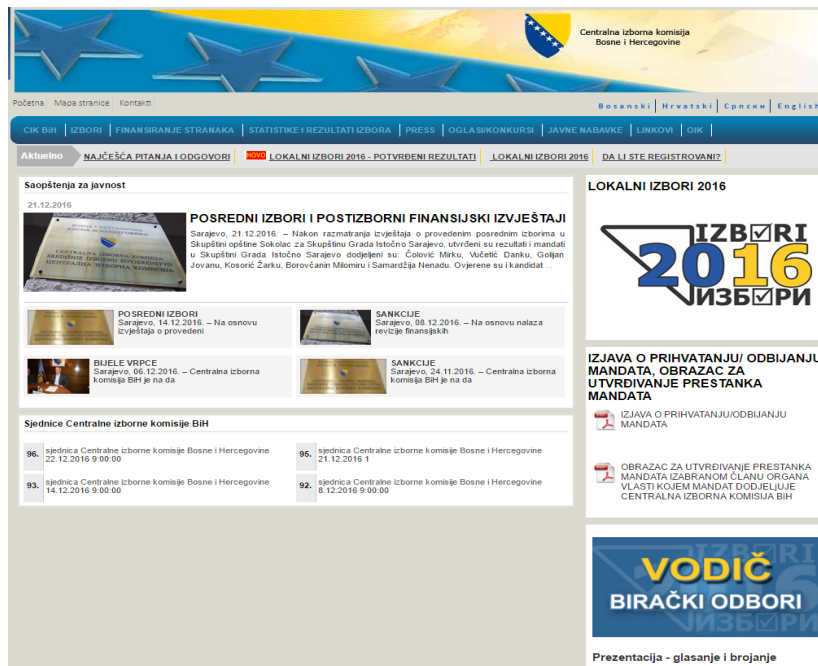 Centralna izborna komisija
Bosne i Hercegovine
Početna Mapa stranice Kontakti
Bosanski Hrvatski Српски English
CIK BiH IZBORI FINANSIRANJE STRANAKA STATISTIKE I REZULTATI IZBORA PRESS OGLASI/KONKURSI JAVNE NABAVKE LINKOVI OIK
Aktuelno NAJČEŠĆA PITANJA I ODGOVORI NOVO LOKALNI IZBORI 2016 - POTVRĐENI REZULTATI LOKALNI IZBORI 2016 DA LI STE REGISTROVANI?
Saopštenja za javnost
21.12.2016
POSREDNI IZBORI I POSTIZBORNI FINANSIJSKI IZVJEŠTAJI
Sarajevo, 21.12.2016. – Nakon razmatranja izvještaja o provedenim posrednim izborima u
Skupštini opštine Sokolac za Skupštinu Grada Istočno Sarajevo, utvrđeni su rezultati i mandati
u Skupštini Grada Istočno Sarajevo dodjeljeni su: Čolović Mirku, Vučetić Danku, Golijan
Jovanu, Kosorić Žarku, Borovčanin Milomiru i Samardžija Nenadu. Ovjerene su i kandidat ...
POSREDNI IZBORI
Sarajevo, 14.12.2016. – Na osnovu
izvještaja o provedeni
SANKCIJE
Sarajevo, 08.12.2016. – Na osnovu nalaza
revizije finansijskih
BIJELE VRPCE
Sarajevo, 06.12.2016. – Centralna izborna
komisija BiH je na da
SANKCIJE
Sarajevo, 24.11.2016. – Centralna izborna
komisija BiH je na da
Sjednice Centralne izborne komisije BiH
96. sjednica Centralne izborne komisije Bosne i Hercegovine
22.12.2016 9:00:00
95. sjednica Centralne izborne komisije Bosne i Hercegovine
21.12.2016 1
93. sjednica Centralne izborne komisije Bosne i Hercegovine
14.12.2016 9:00:00
92. sjednica Centralne izborne komisije Bosne i Hercegovine
8.12.2016 9:00:00
LOKALNI IZBORI 2016
IZBORI
2016
ИЗБОРИ
IZJAVA O PRIHVATANJU/ ODBIJANJU
MANDATA, OBRAZAC ZA
UTVRĐIVANJE PRESTANKA
MANDATA
IZJAVA O PRIHVATANJU/ODBIJANJU
MANDATA
OBRAZAC ZA UTVRĐIVANJE PRESTANKA
MANDATA IZABRANOM ČLANU ORGANA
VLASTI KOJEM MANDAT DODJELJUJE
CENTRALNA IZBORNA KOMISIJA BIH
VODIČ
BIRAČKI ODBORI
Prezentacija - glasanje i brojanje